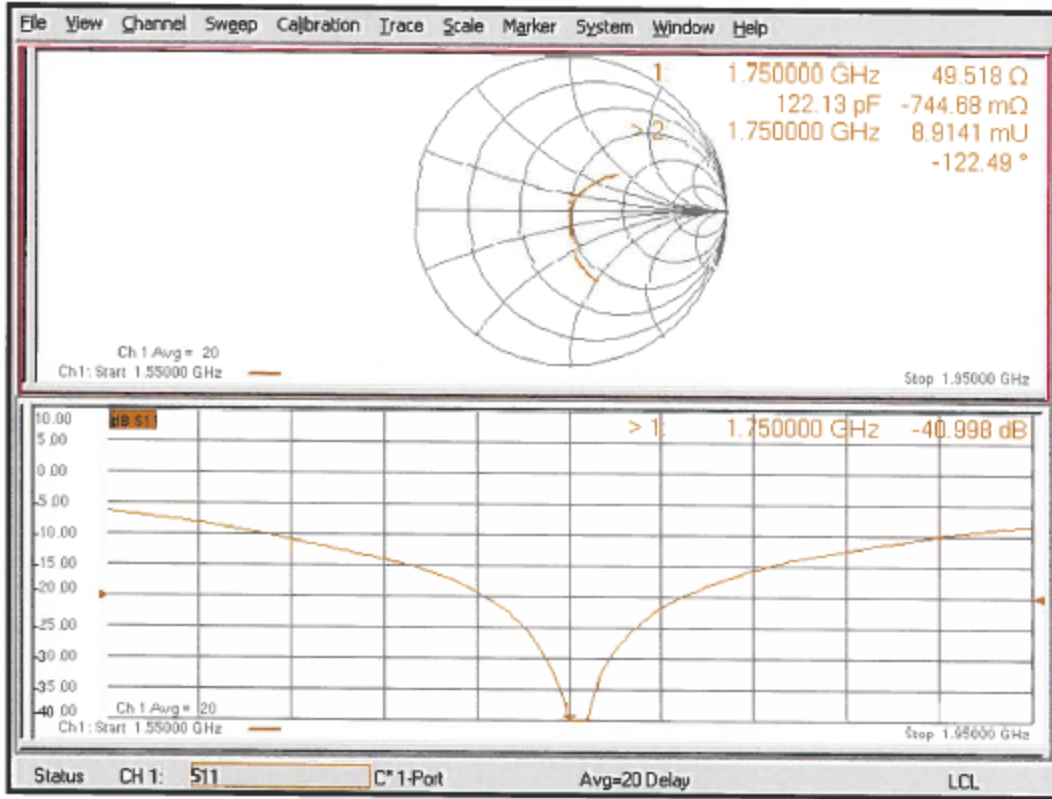 File View Channel Sweep Calibration Trace Scale Marker System Window Help
1: 1.750000 GHz 49.518 Ω
122.13 pF -744.68 mΩ
> 2: 1.750000 GHz 8.9141 mU
-122.49 °
Ch 1 Avg = 20
Ch1: Start 1.55000 GHz
Stop 1.95000 GHz
10.00
dB S11
> 1: 1.750000 GHz -40.998 dB
5.00
0.00
-5.00
-10.00
-15.00
-20.00
-25.00
-30.00
-35.00
-40.00
Ch 1 Avg = 20
Ch1: Start 1.55000 GHz
Stop 1.95000 GHz
Status CH 1: S11 C* 1-Port Avg=20 Delay LCL